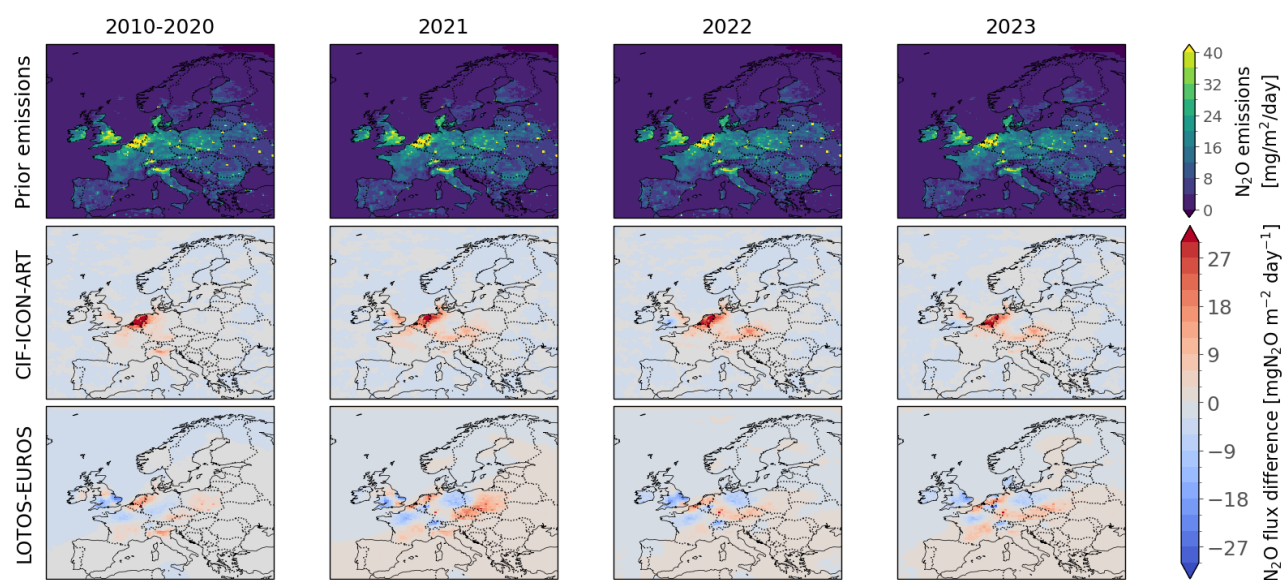 2010-2020
2021
2022
2023
Prior emissions
40
32
24
16
8
0
N₂O emissions
[mg/m²/day]
CIF-ICON-ART
LOTOS-EUROS
27
18
9
0
−9
−18
−27
N₂O flux difference [mgN₂O m⁻² day⁻¹]